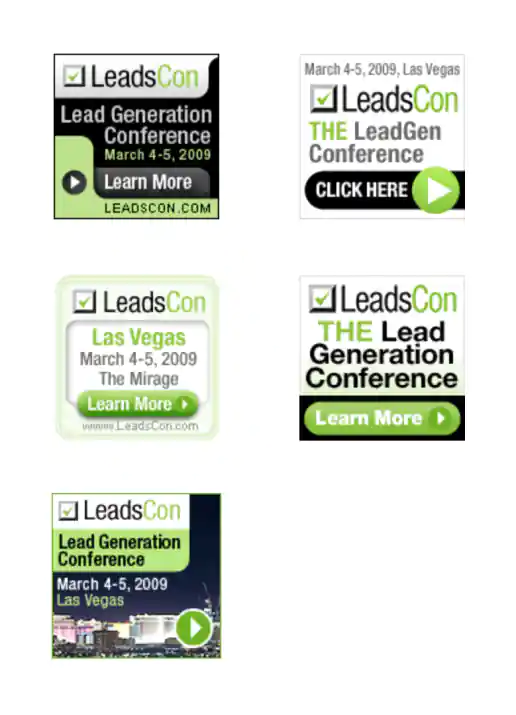 LeadsCon
Lead Generation
Conference
March 4-5, 2009
Learn More
LEADSCON.COM
March 4-5, 2009, Las Vegas
LeadsCon
THE LeadGen
Conference
CLICK HERE
LeadsCon
Las Vegas
March 4-5, 2009
The Mirage
Learn More
www.LeadsCon.com
LeadsCon
THE Lead
Generation
Conference
Learn More
LeadsCon
Lead Generation
Conference
March 4-5, 2009
Las Vegas